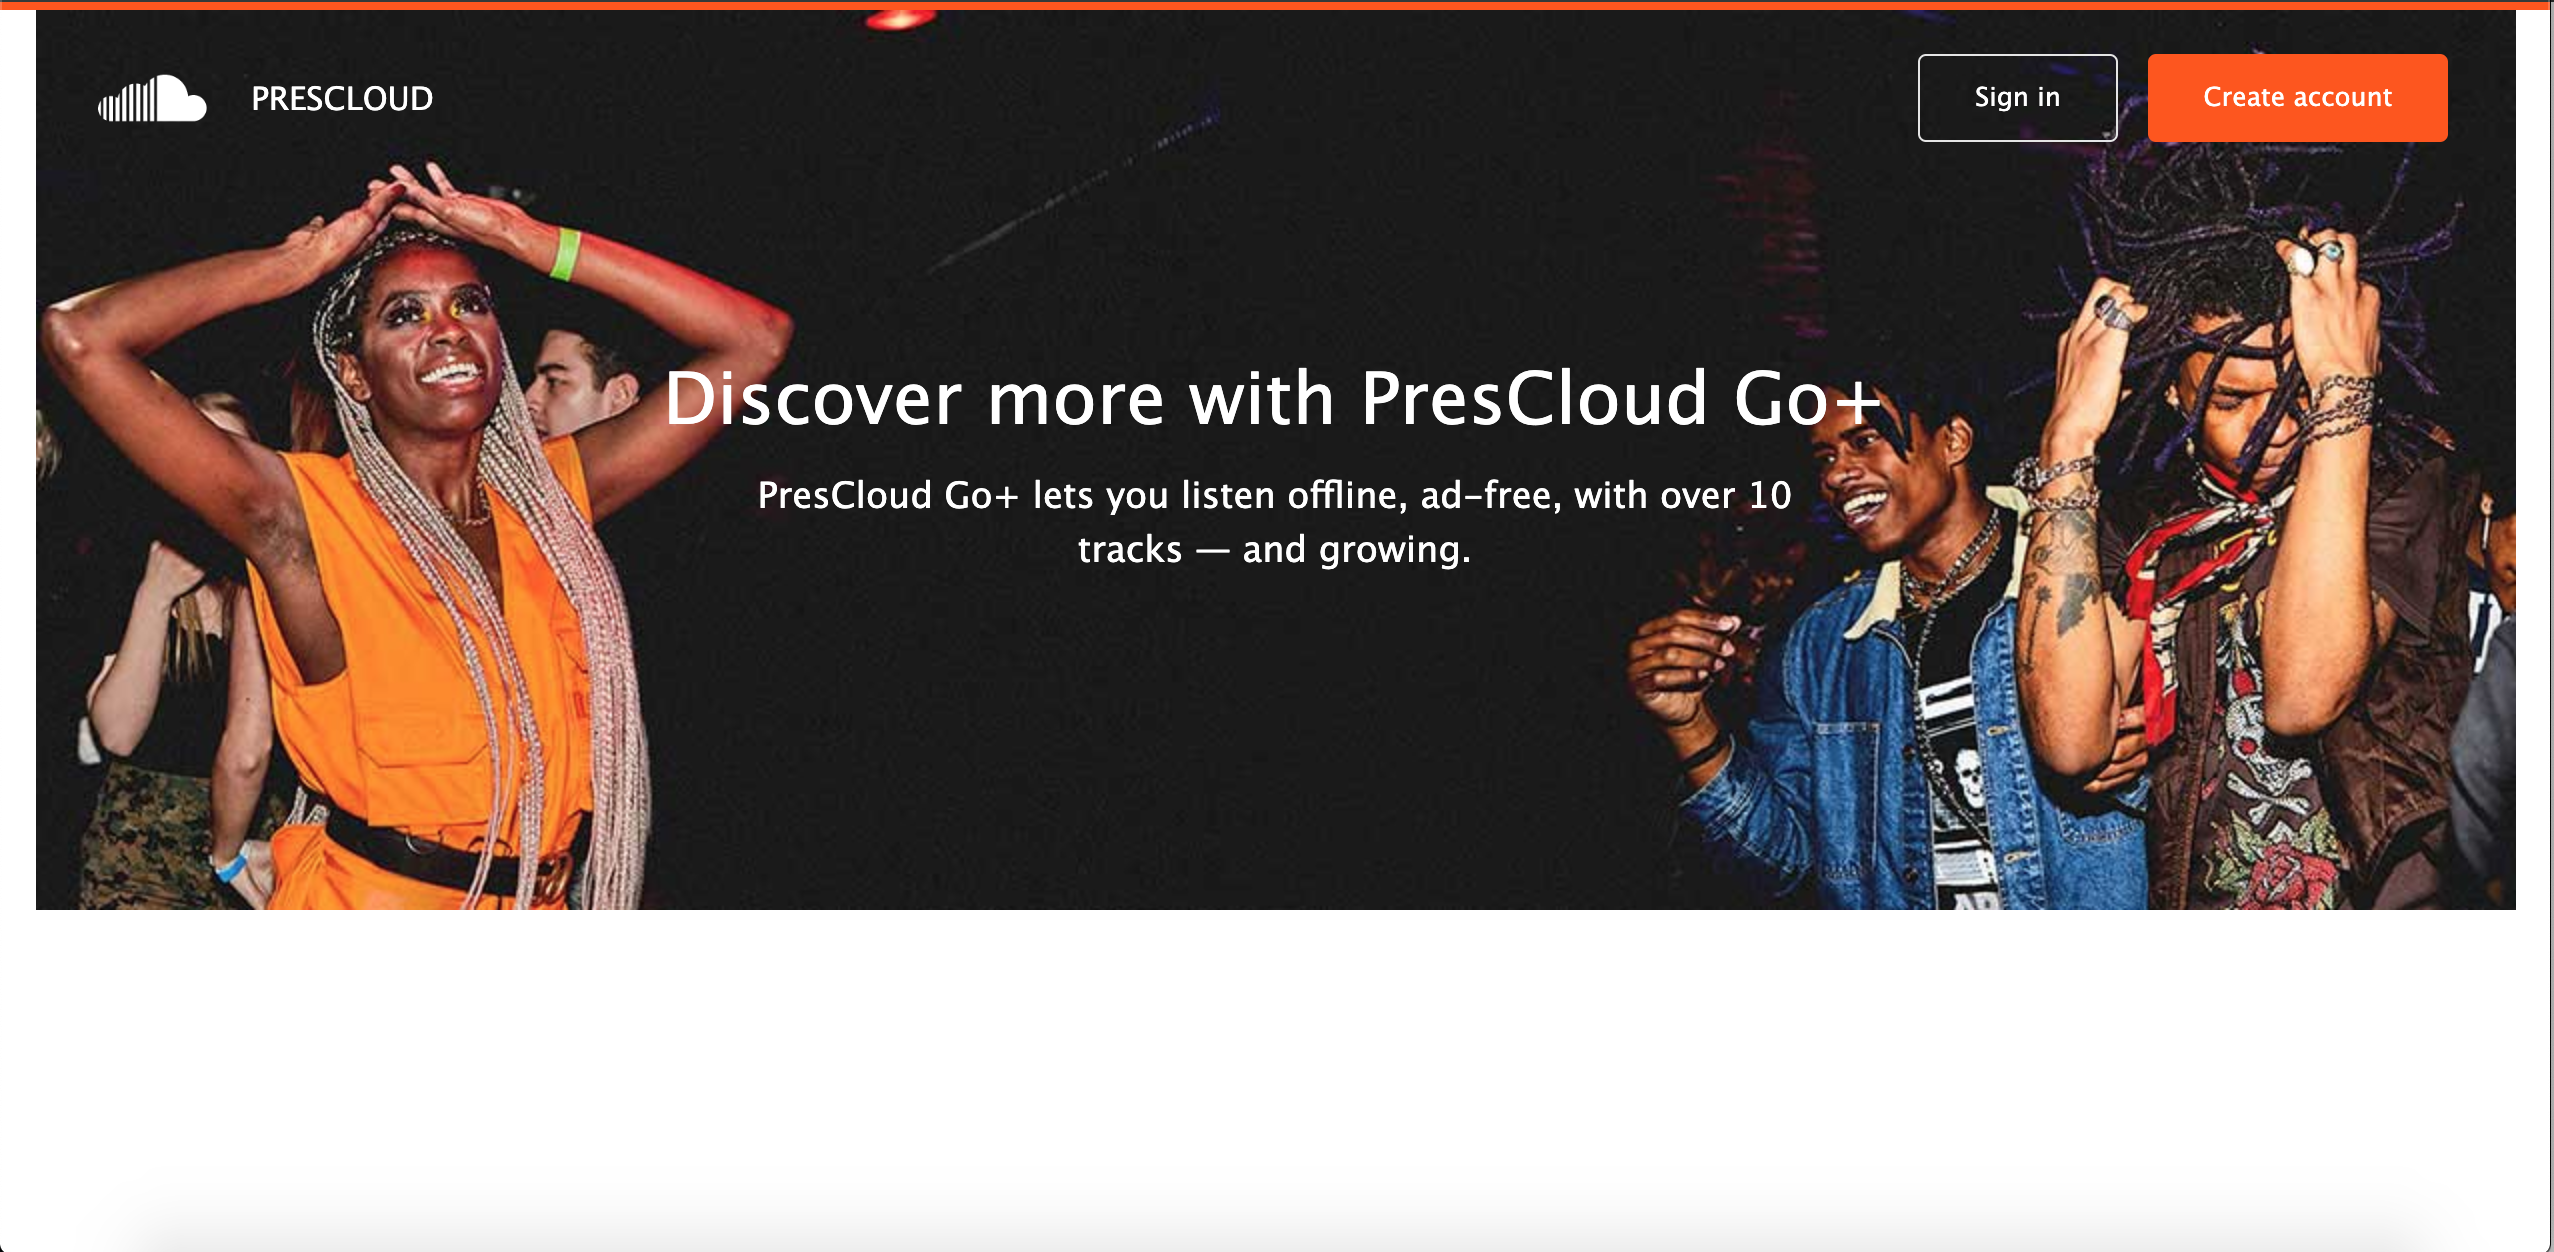 PRESCLOUD
Sign in
Create account
Discover more with PresCloud Go+
PresCloud Go+ lets you listen offline, ad-free, with over 10
tracks — and growing.